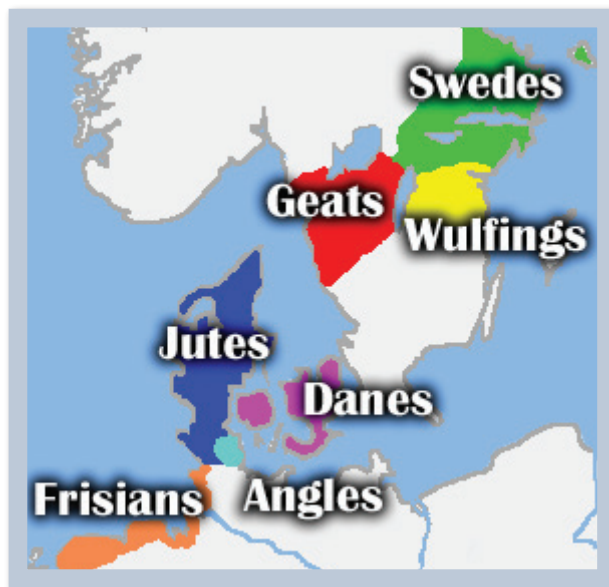 Swedes
Geats
Wulfings
Jutes
Danes
Frisians
Angles